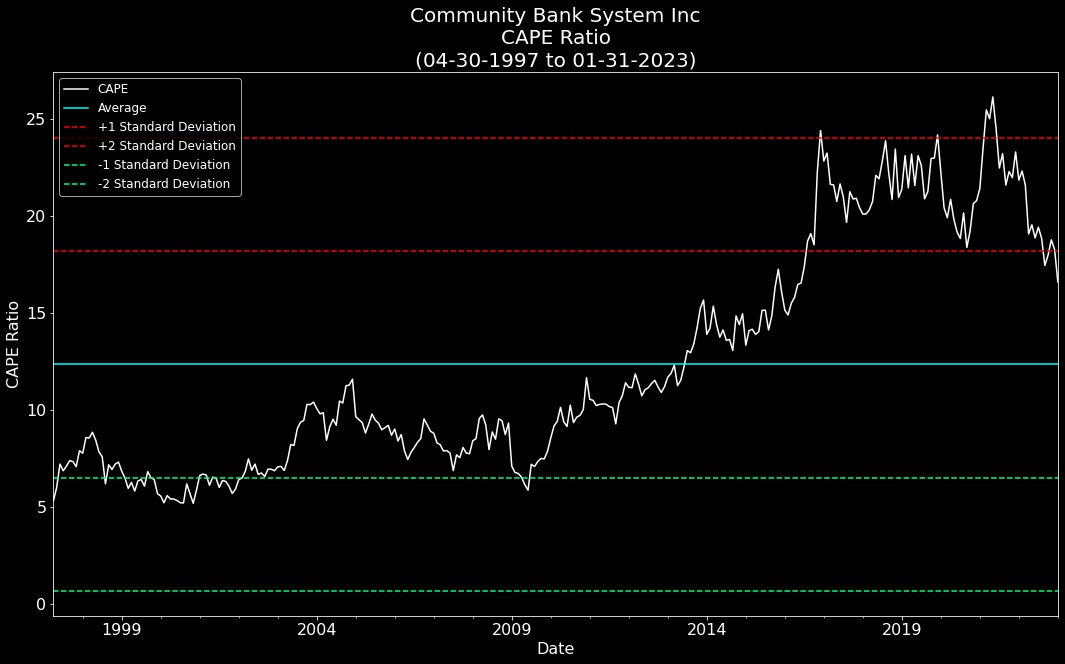 Community Bank System Inc
CAPE Ratio
(04-30-1997 to 01-31-2023)
CAPE
Average
+1 Standard Deviation
+2 Standard Deviation
-1 Standard Deviation
-2 Standard Deviation
CAPE Ratio
25
20
15
10
5
0
1999
2004
2009
2014
2019
Date